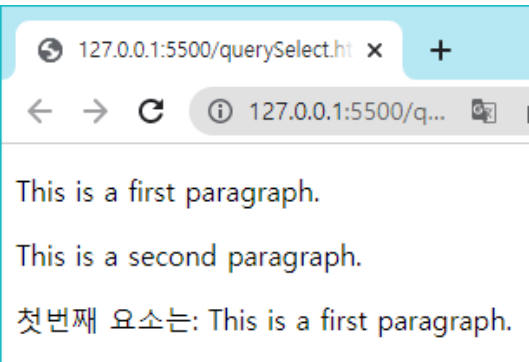 127.0.0.1:5500/querySelect.ht
127.0.0.1:5500/q...
This is a first paragraph.
This is a second paragraph.
첫번째 요소는: This is a first paragraph.